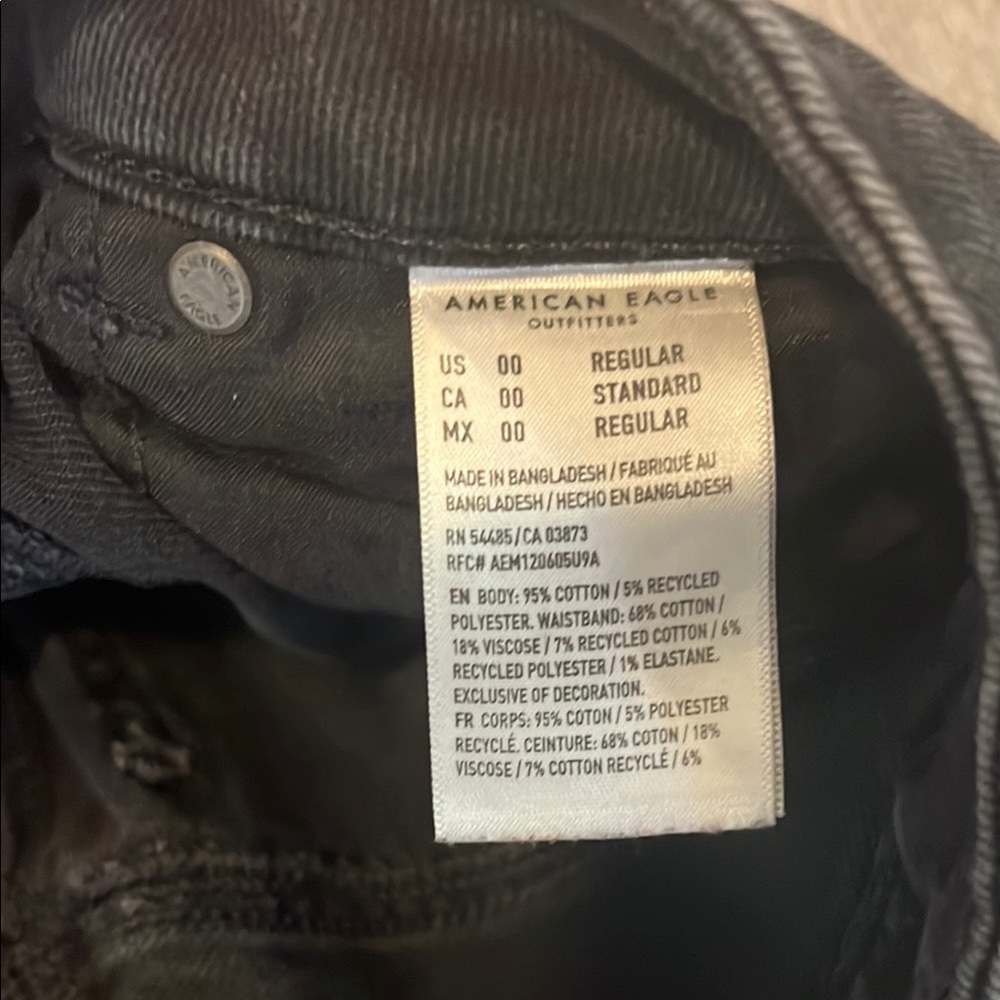 AMERICAN EAGLE
AMERICAN EAGLE
OUTFITTERS
US 00 REGULAR
CA 00 STANDARD
MX 00 REGULAR
MADE IN BANGLADESH / FABRIQUÉ AU
BANGLADESH / HECHO EN BANGLADESH
RN 54485 / CA 03873
RFC# AEM120605U9A
EN BODY: 95% COTTON / 5% RECYCLED
POLYESTER. WAISTBAND: 68% COTTON /
18% VISCOSE / 7% RECYCLED COTTON / 6%
RECYCLED POLYESTER / 1% ELASTANE.
EXCLUSIVE OF DECORATION.
FR CORPS: 95% COTON / 5% POLYESTER
RECYCLÉ. CEINTURE: 68% COTON / 18%
VISCOSE / 7% COTTON RECYCLÉ / 6%